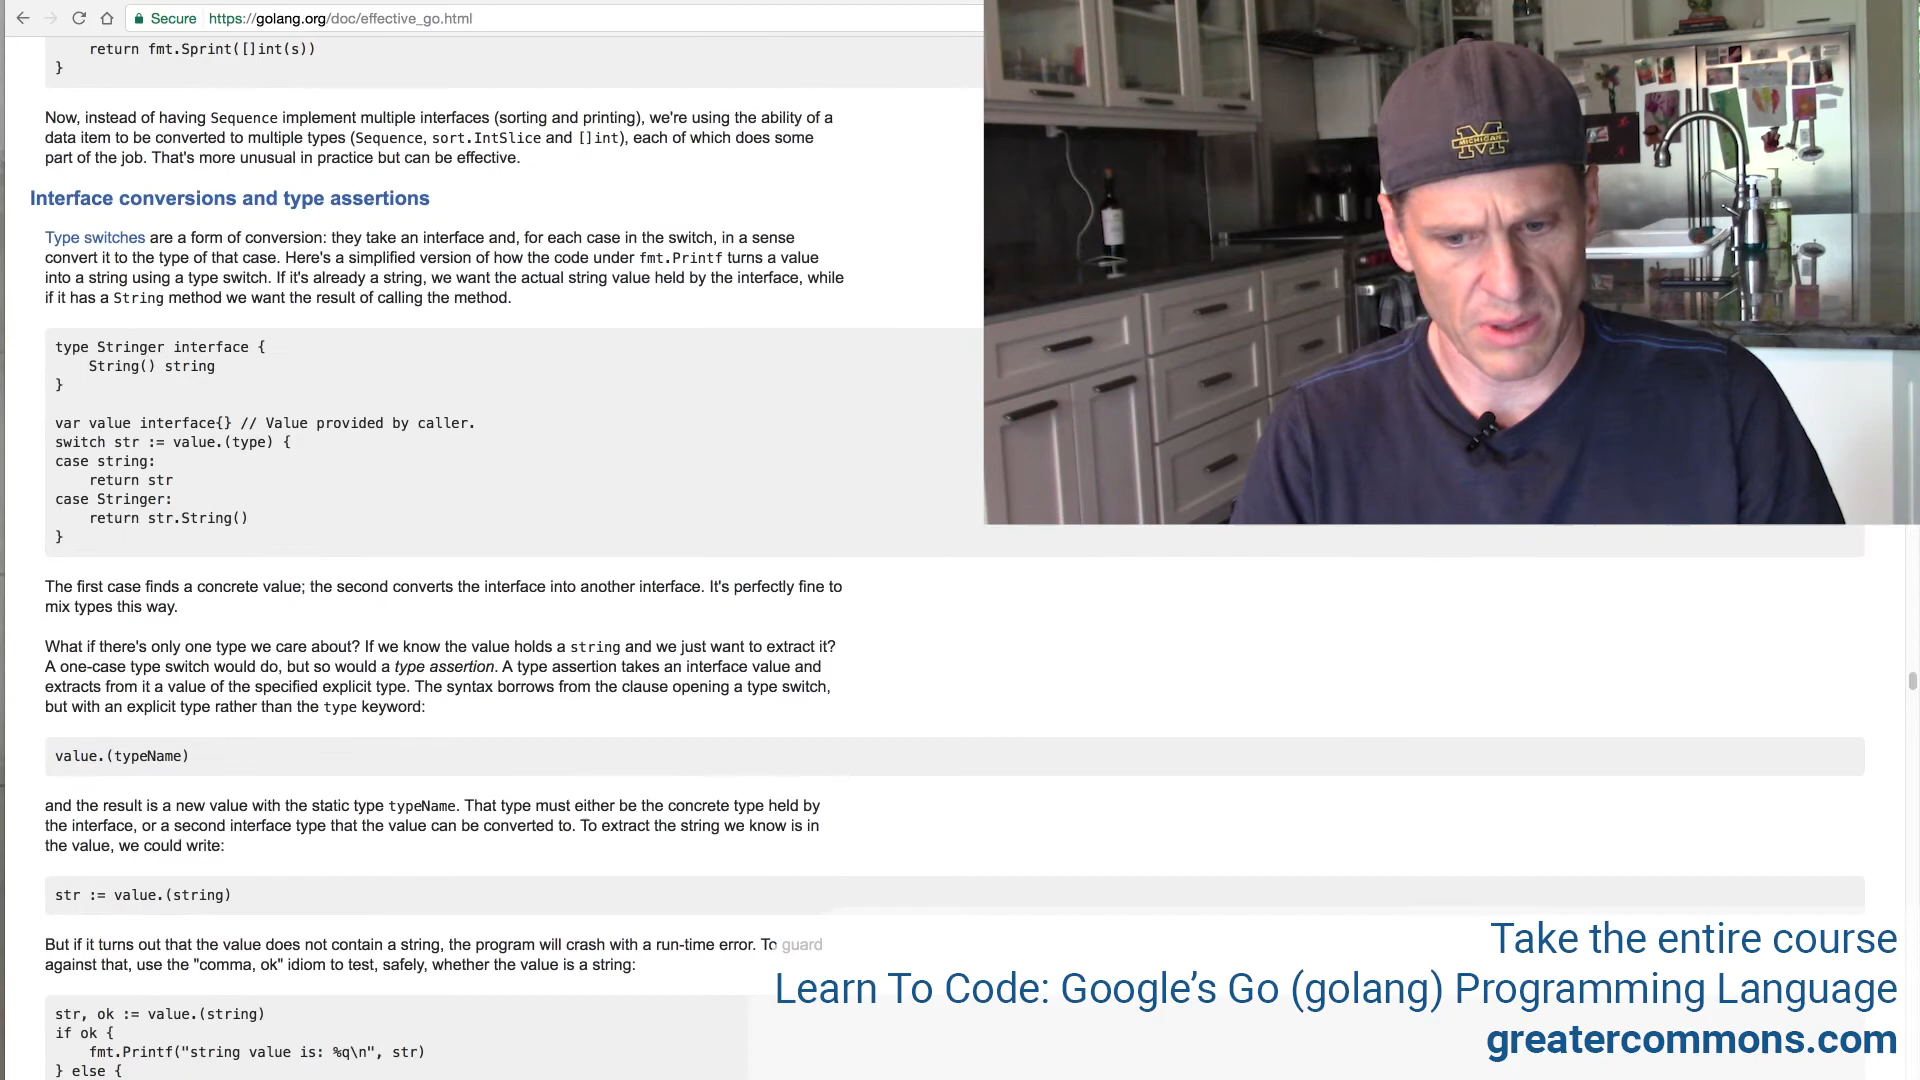 Secure https://golang.org/doc/effective_go.html
return fmt.Sprint([]int(s))
}
Now, instead of having Sequence implement multiple interfaces (sorting and printing), we're using the ability of a
data item to be converted to multiple types (Sequence, sort.IntSlice and []int), each of which does some
part of the job. That's more unusual in practice but can be effective.
Interface conversions and type assertions
Type switches are a form of conversion: they take an interface and, for each case in the switch, in a sense
convert it to the type of that case. Here's a simplified version of how the code under fmt.Printf turns a value
into a string using a type switch. If it's already a string, we want the actual string value held by the interface, while
if it has a String method we want the result of calling the method.
type Stringer interface {
String() string
}
var value interface{} // Value provided by caller.
switch str := value.(type) {
case string:
return str
case Stringer:
return str.String()
}
The first case finds a concrete value; the second converts the interface into another interface. It's perfectly fine to
mix types this way.
What if there's only one type we care about? If we know the value holds a string and we just want to extract it?
A one-case type switch would do, but so would a type assertion. A type assertion takes an interface value and
extracts from it a value of the specified explicit type. The syntax borrows from the clause opening a type switch,
but with an explicit type rather than the type keyword:
value.(typeName)
and the result is a new value with the static type typeName. That type must either be the concrete type held by
the interface, or a second interface type that the value can be converted to. To extract the string we know is in
the value, we could write:
str := value.(string)
But if it turns out that the value does not contain a string, the program will crash with a run-time error. To guard
against that, use the "comma, ok" idiom to test, safely, whether the value is a string:
str, ok := value.(string)
if ok {
fmt.Printf("string value is: %q\n", str)
} else {
MICHIGAN
Take the entire course
Learn To Code: Google’s Go (golang) Programming Language
greatercommons.com